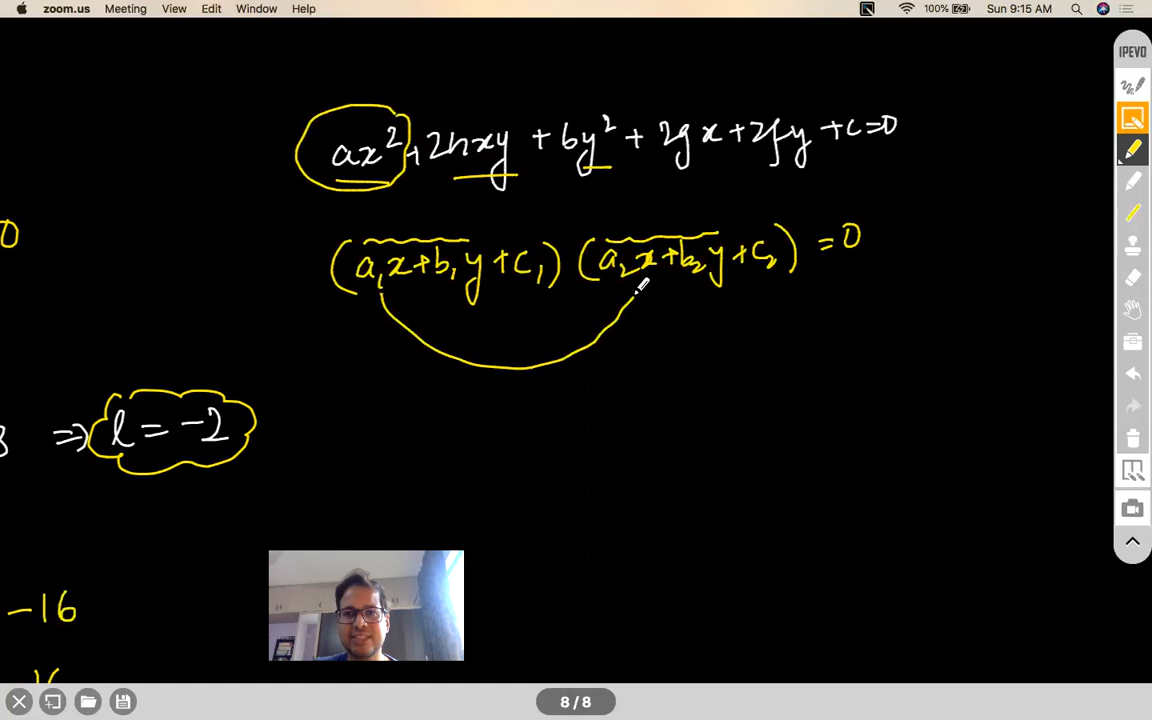 zoom.us Meeting View Edit Window Help 100% Sun 9:15 AM
IPEVO
ax² + 2hxy + by² + 2gx + 2fy + c = 0
(a₁x + b₁y + c₁) (a₂x + b₂y + c₂) = 0
0
⇒ l = -2
-16
8 / 8